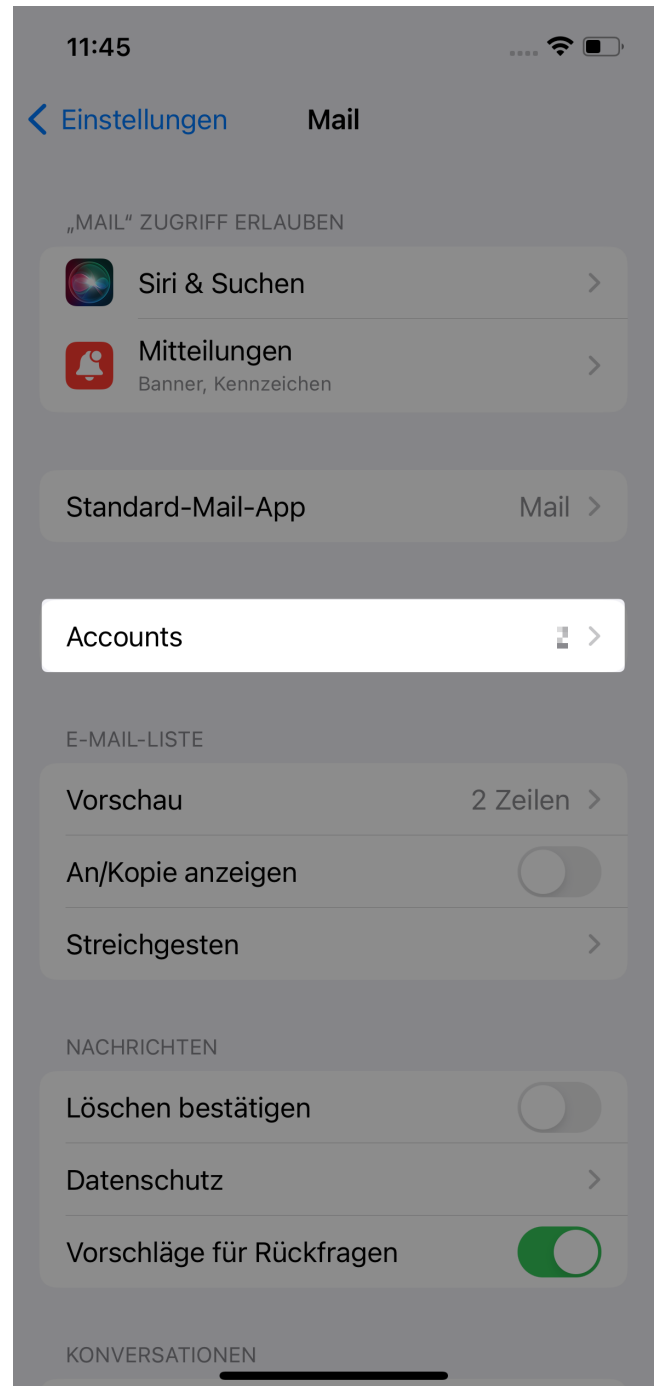 11:45
Einstellungen
Mail
„MAIL“ ZUGRIFF ERLAUBEN
Siri & Suchen
Mitteilungen
Banner, Kennzeichen
Standard-Mail-App
Mail
Accounts
E-MAIL-LISTE
Vorschau
2 Zeilen
An/Kopie anzeigen
Streichgesten
NACHRICHTEN
Löschen bestätigen
Datenschutz
Vorschläge für Rückfragen
KONVERSATIONEN